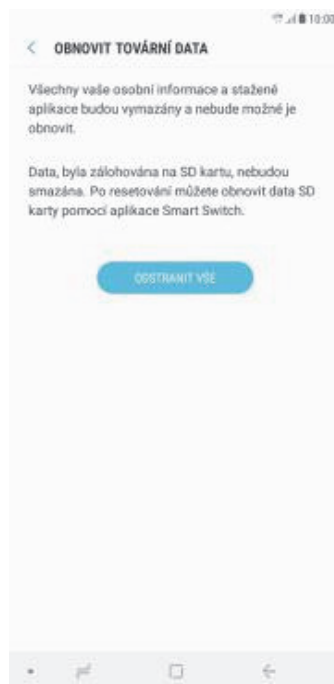 10:00
OBNOVIT TOVÁRNÍ DATA
Všechny vaše osobní informace a stažené
aplikace budou vymazány a nebude možné je
obnovit.
Data, byla zálohována na SD kartu, nebudou
smazána. Po resetování můžete obnovit data SD
karty pomocí aplikace Smart Switch.
ODSTRANIT VŠE